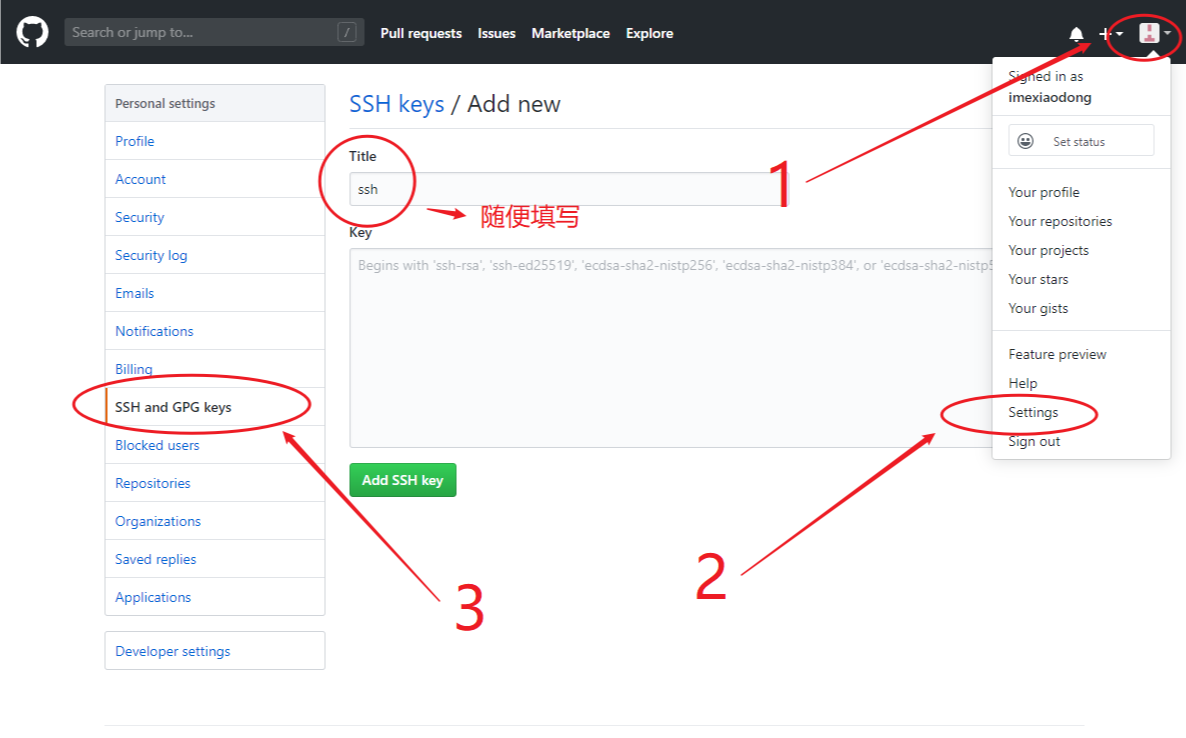 Search or jump to...
/
Pull requests
Issues
Marketplace
Explore
Signed in as
imexiaodong
Set status
Your profile
Your repositories
Your projects
Your stars
Your gists
Feature preview
Help
Settings
Sign out
Personal settings
Profile
Account
Security
Security log
Emails
Notifications
Billing
SSH and GPG keys
Blocked users
Repositories
Organizations
Saved replies
Applications
Developer settings
SSH keys / Add new
Title
ssh
随便填写
Key
Begins with 'ssh-rsa', 'ssh-ed25519', 'ecdsa-sha2-nistp256', 'ecdsa-sha2-nistp384', or 'ecdsa-sha2-nistp5
Add SSH key
1
2
3